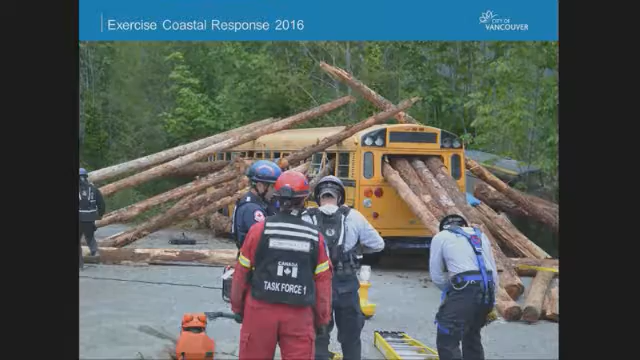 Exercise Coastal Response 2016
CITY OF
VANCOUVER
CANADA
TASK FORCE 1